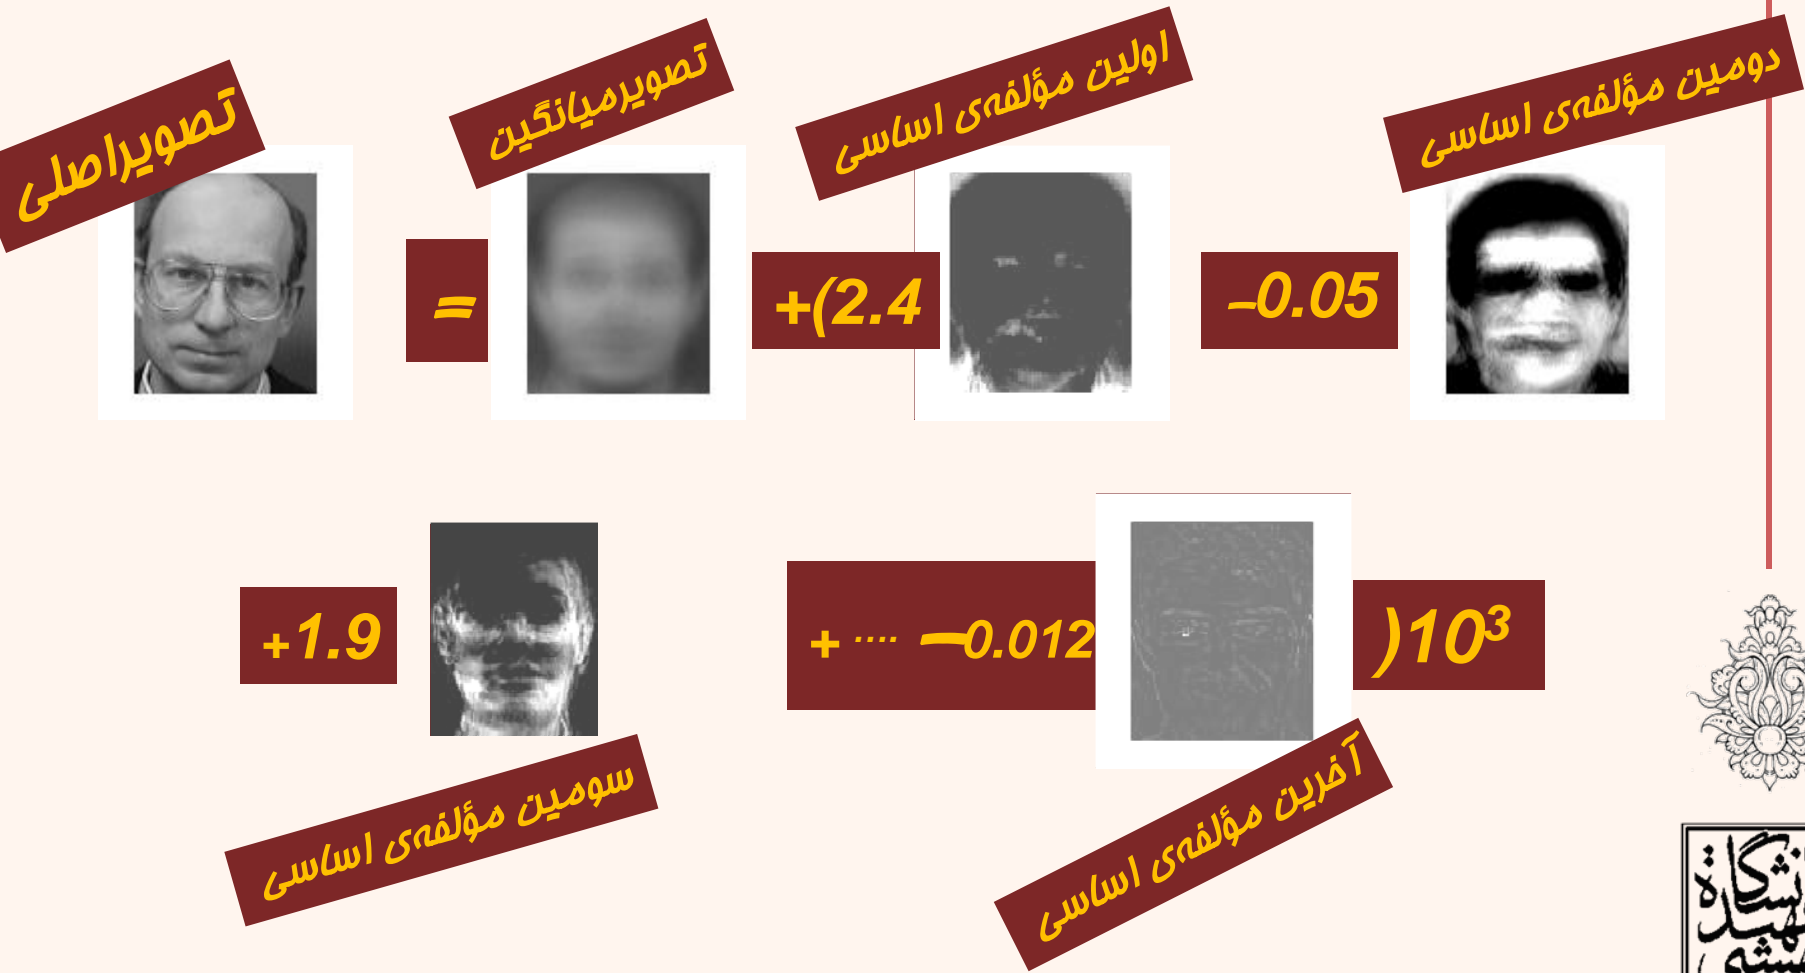 تصویراصلی
=
تصویرمیانگین
+(2.4
اولین مؤلفه‌ی اساسی
–0.05
دومین مؤلفه‌ی اساسی
+1.9
سومین مؤلفه‌ی اساسی
+ .... –0.012
آخرین مؤلفه‌ی اساسی
)10³